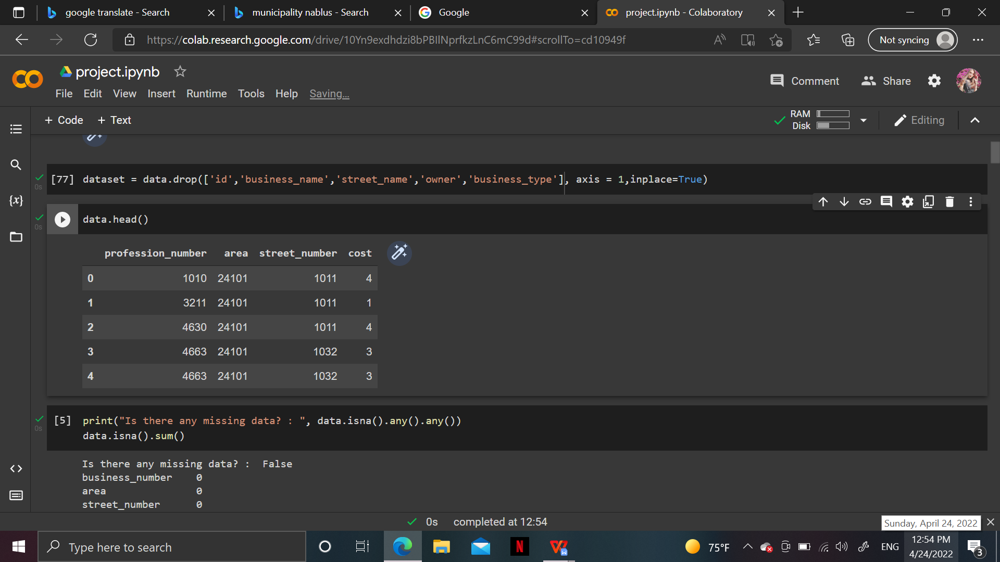 google translate - Search
municipality nablus - Search
Google
project.ipynb - Colaboratory
https://colab.research.google.com/drive/10Yn9exdhdzi8bPBIlNprfkzLnC6mC99d#scrollTo=cd10949f
Not syncing
project.ipynb
Comment
Share
File Edit View Insert Runtime Tools Help Saving...
+ Code + Text
RAM
Disk
Editing
[77] dataset = data.drop(['id','business_name','street_name','owner','business_type'], axis = 1,inplace=True)
0s
data.head()
0s
profession_number area street_number cost
0 1010 24101 1011 4
1 3211 24101 1011 1
2 4630 24101 1011 4
3 4663 24101 1032 3
4 4663 24101 1032 3
[5] print("Is there any missing data? : ", data.isna().any().any())
0s
data.isna().sum()
Is there any missing data? :  False
business_number 0
area 0
street_number 0
0s completed at 12:54
Sunday, April 24, 2022
Type here to search
75°F
ENG
12:54 PM
4/24/2022
3